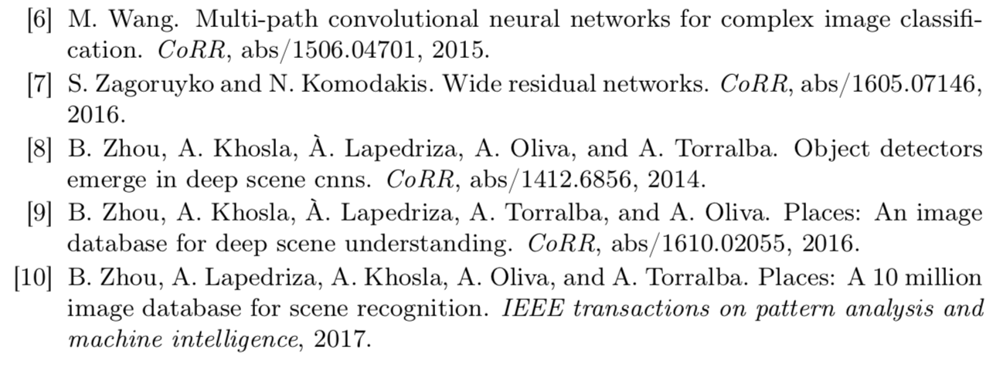 [6] M. Wang. Multi-path convolutional neural networks for complex image classifi-
cation. CoRR, abs/1506.04701, 2015.
[7] S. Zagoruyko and N. Komodakis. Wide residual networks. CoRR, abs/1605.07146,
2016.
[8] B. Zhou, A. Khosla, À. Lapedriza, A. Oliva, and A. Torralba. Object detectors
emerge in deep scene cnns. CoRR, abs/1412.6856, 2014.
[9] B. Zhou, A. Khosla, À. Lapedriza, A. Torralba, and A. Oliva. Places: An image
database for deep scene understanding. CoRR, abs/1610.02055, 2016.
[10] B. Zhou, A. Lapedriza, A. Khosla, A. Oliva, and A. Torralba. Places: A 10 million
image database for scene recognition. IEEE transactions on pattern analysis and
machine intelligence, 2017.